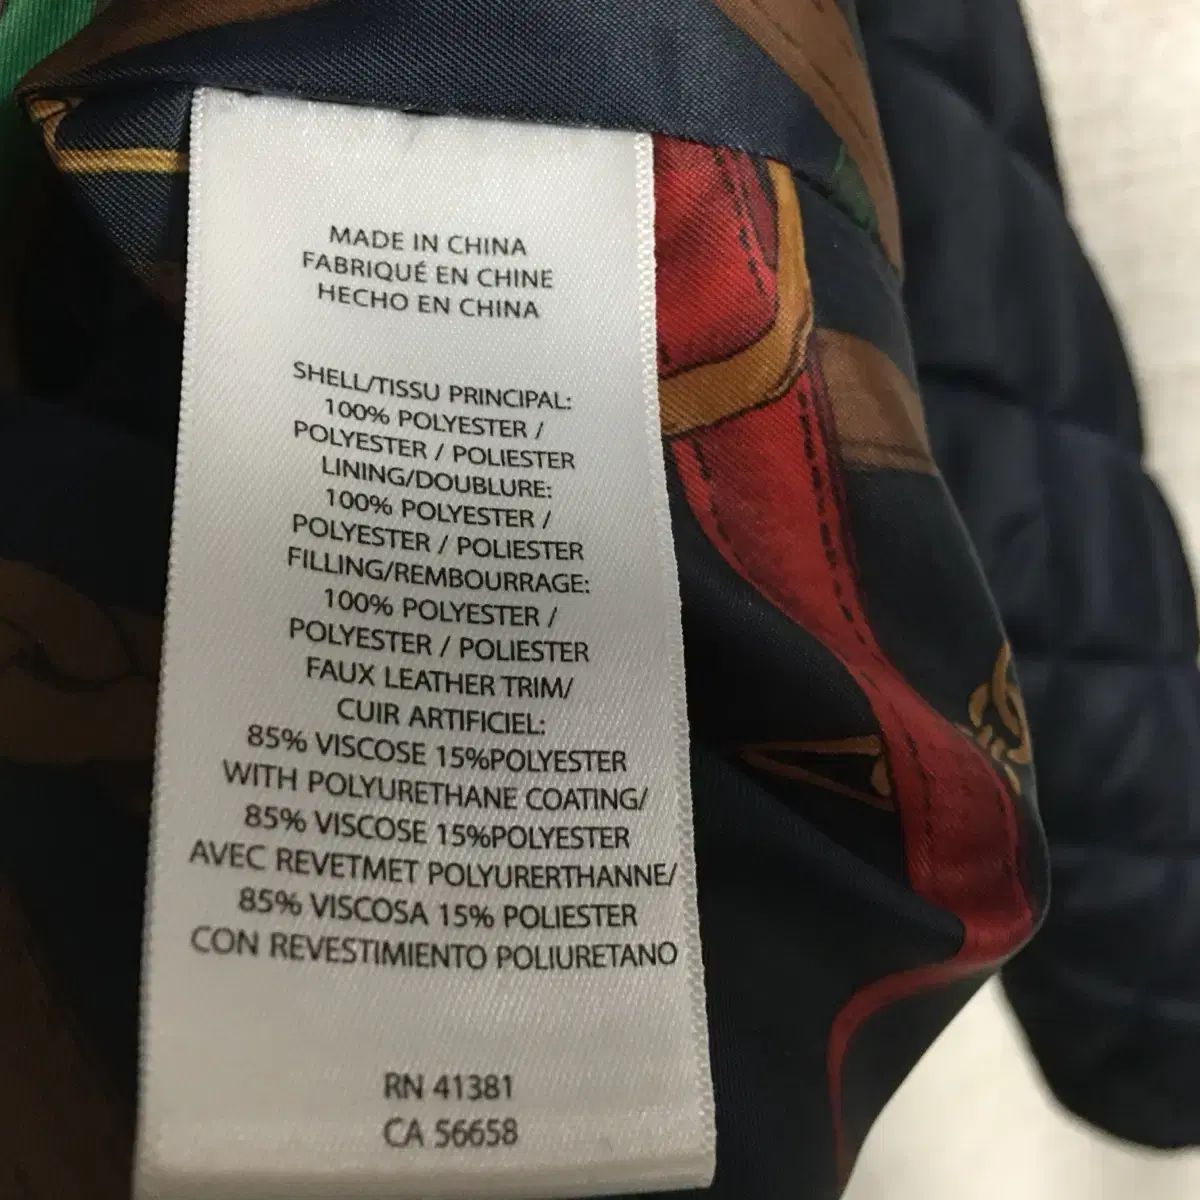 MADE IN CHINA
FABRIQUÉ EN CHINE
HECHO EN CHINA
SHELL/TISSU PRINCIPAL:
100% POLYESTER /
POLYESTER / POLIESTER
LINING/DOUBLURE:
100% POLYESTER /
POLYESTER / POLIESTER
FILLING/REMBOURRAGE:
100% POLYESTER /
POLYESTER / POLIESTER
FAUX LEATHER TRIM/
CUIR ARTIFICIEL:
85% VISCOSE 15%POLYESTER
WITH POLYURETHANE COATING/
85% VISCOSE 15%POLYESTER
AVEC REVETMET POLYURERTHANNE/
85% VISCOSA 15% POLIESTER
CON REVESTIMIENTO POLIURETANO
RN 41381
CA 56658